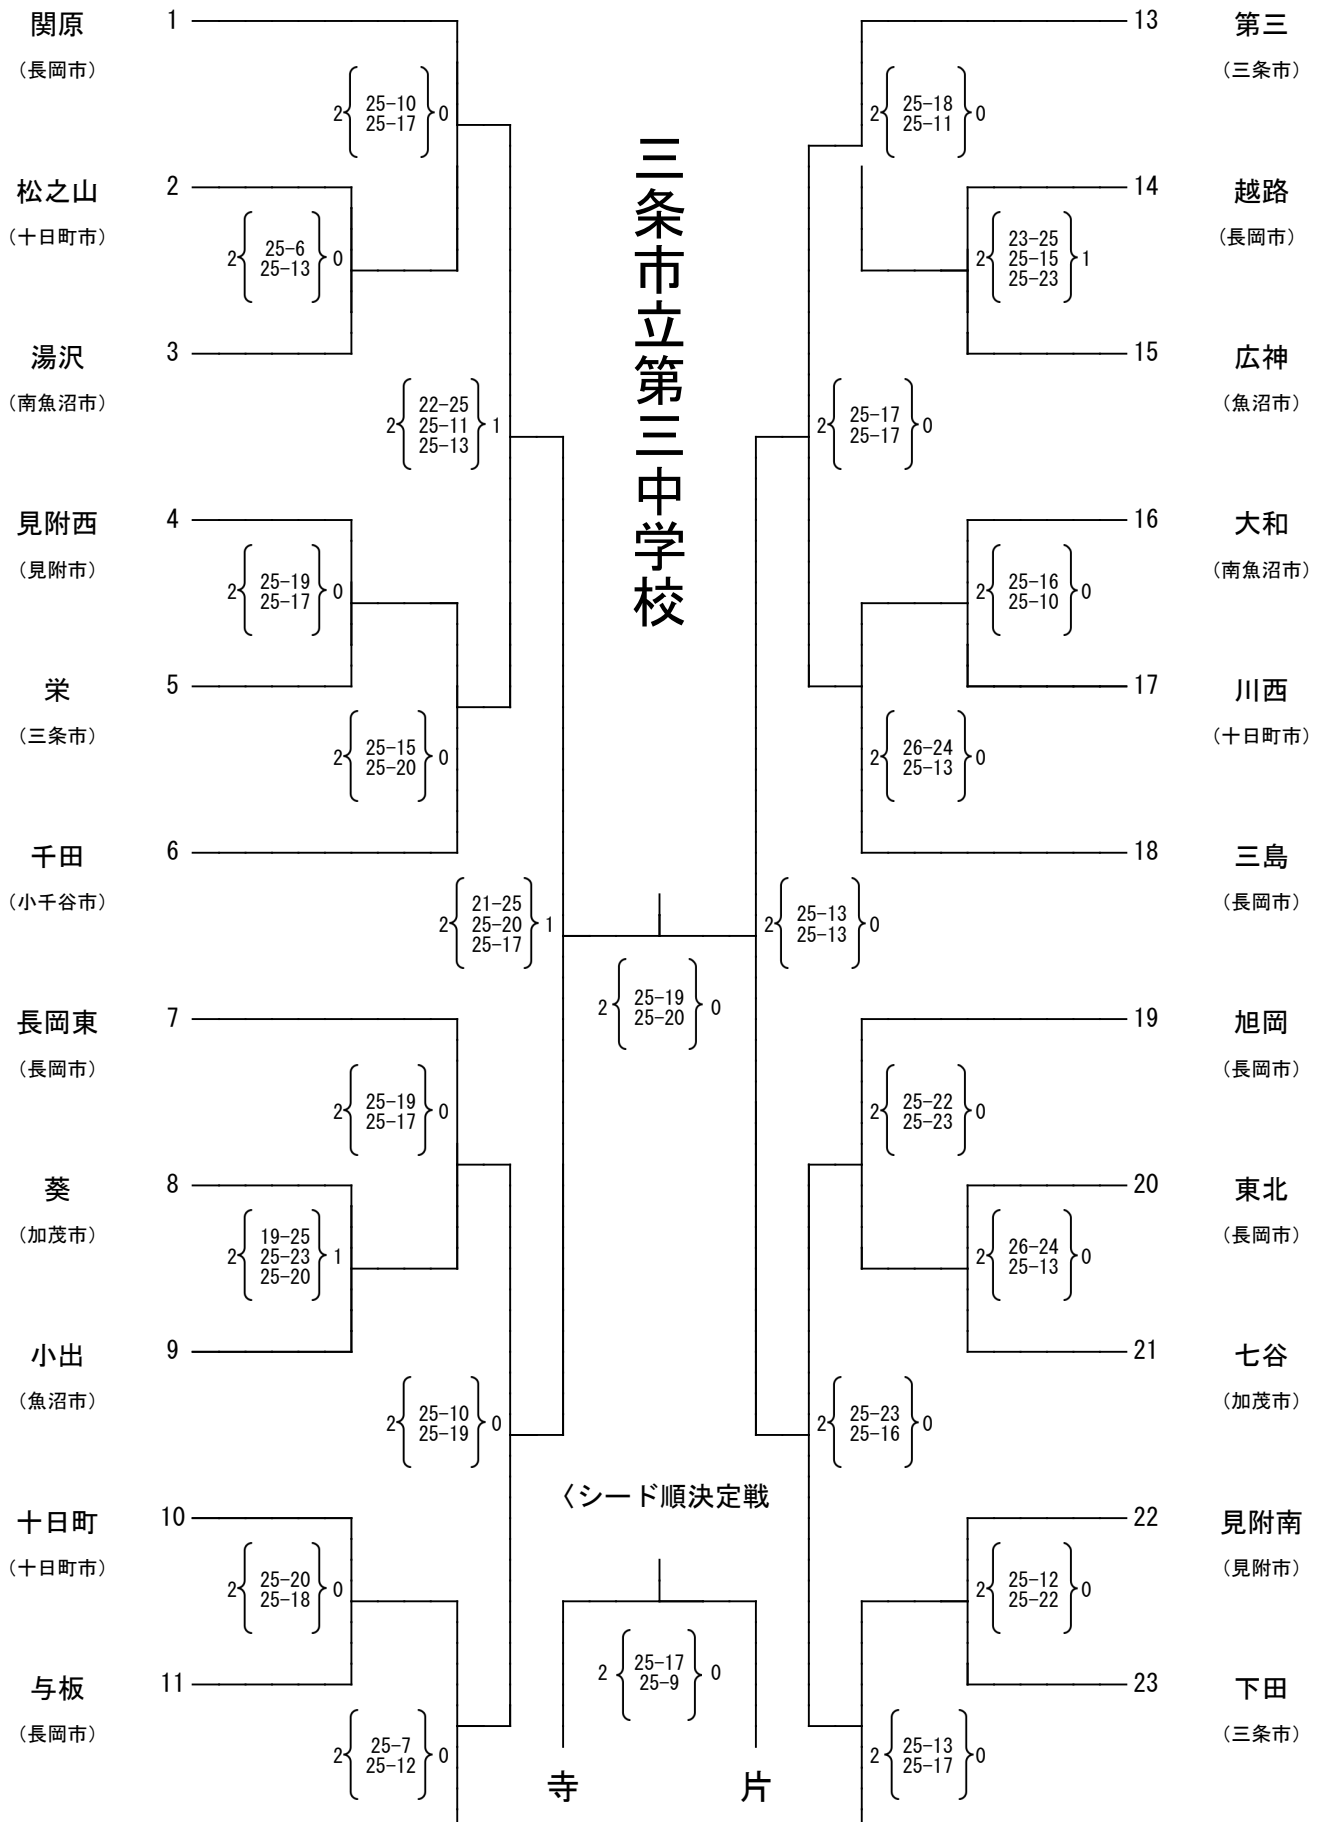 関原 1
(長岡市)
2 25-10 0
25-17
松之山 2
(十日町市)
2 25-6 0
25-13
湯沢 3
(南魚沼市)
2 22-25 1
25-11
25-13
見附西 4
(見附市)
2 25-19 0
25-17
栄 5
(三条市)
2 25-15 0
25-20
千田 6
(小千谷市)
2 21-25 1
25-20
25-17
長岡東 7
(長岡市)
2 25-19 0
25-17
葵 8
(加茂市)
2 19-25 1
25-23
25-20
小出 9
(魚沼市)
2 25-10 0
25-19
十日町 10
(十日町市)
2 25-20 0
25-18
与板 11
(長岡市)
2 25-7 0
25-12
三条市立第三中学校
2 25-19 0
25-20
〈シード順決定戦
2 25-17 0
25-9
寺 片
13 第三
(三条市)
2 25-18 0
25-11
14 越路
(長岡市)
2 23-25 1
25-15
25-23
15 広神
(魚沼市)
2 25-17 0
25-17
16 大和
(南魚沼市)
2 25-16 0
25-10
17 川西
(十日町市)
2 26-24 0
25-13
18 三島
(長岡市)
2 25-13 0
25-13
19 旭岡
(長岡市)
2 25-22 0
25-23
20 東北
(長岡市)
2 26-24 0
25-13
21 七谷
(加茂市)
2 25-23 0
25-16
22 見附南
(見附市)
2 25-12 0
25-22
23 下田
(三条市)
2 25-13 0
25-17